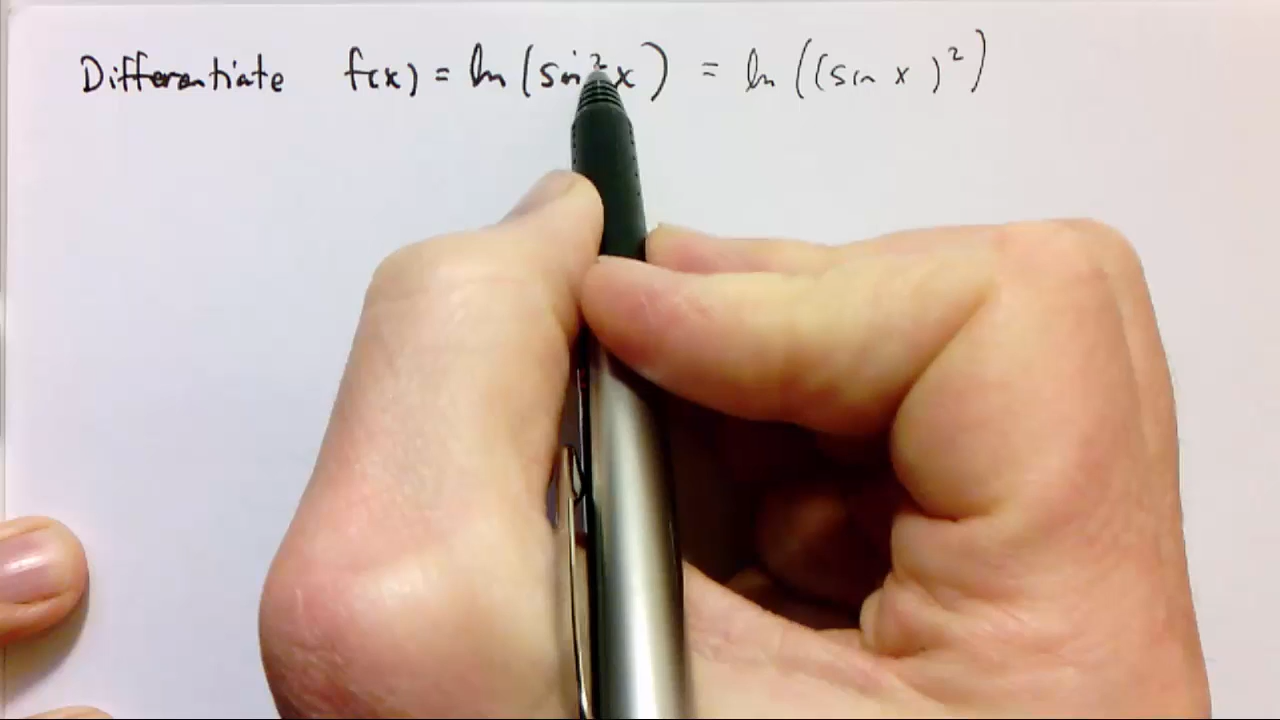 Differentiate f(x) = ln (sin²x) = ln ((sin x)²)